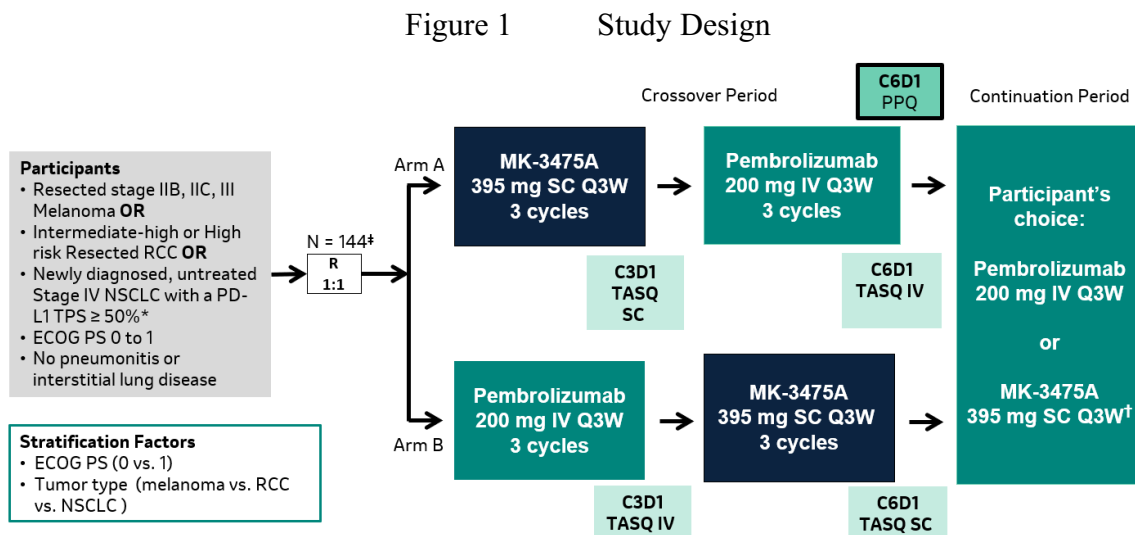 Figure 1 Study Design
Crossover Period
C6D1
PPQ
Continuation Period
Participants
• Resected stage IIB, IIC, III
Melanoma OR
• Intermediate-high or High
risk Resected RCC OR
• Newly diagnosed, untreated
Stage IV NSCLC with a PD-
L1 TPS ≥ 50%*
• ECOG PS 0 to 1
• No pneumonitis or
interstitial lung disease
Stratification Factors
• ECOG PS (0 vs. 1)
• Tumor type (melanoma vs. RCC
vs. NSCLC )
N = 144‡
R
1:1
Arm A
MK-3475A
395 mg SC Q3W
3 cycles
C3D1
TASQ
SC
Pembrolizumab
200 mg IV Q3W
3 cycles
C6D1
TASQ IV
Arm B
Pembrolizumab
200 mg IV Q3W
3 cycles
C3D1
TASQ IV
MK-3475A
395 mg SC Q3W
3 cycles
C6D1
TASQ SC
Participant's
choice:
Pembrolizumab
200 mg IV Q3W
or
MK-3475A
395 mg SC Q3W†